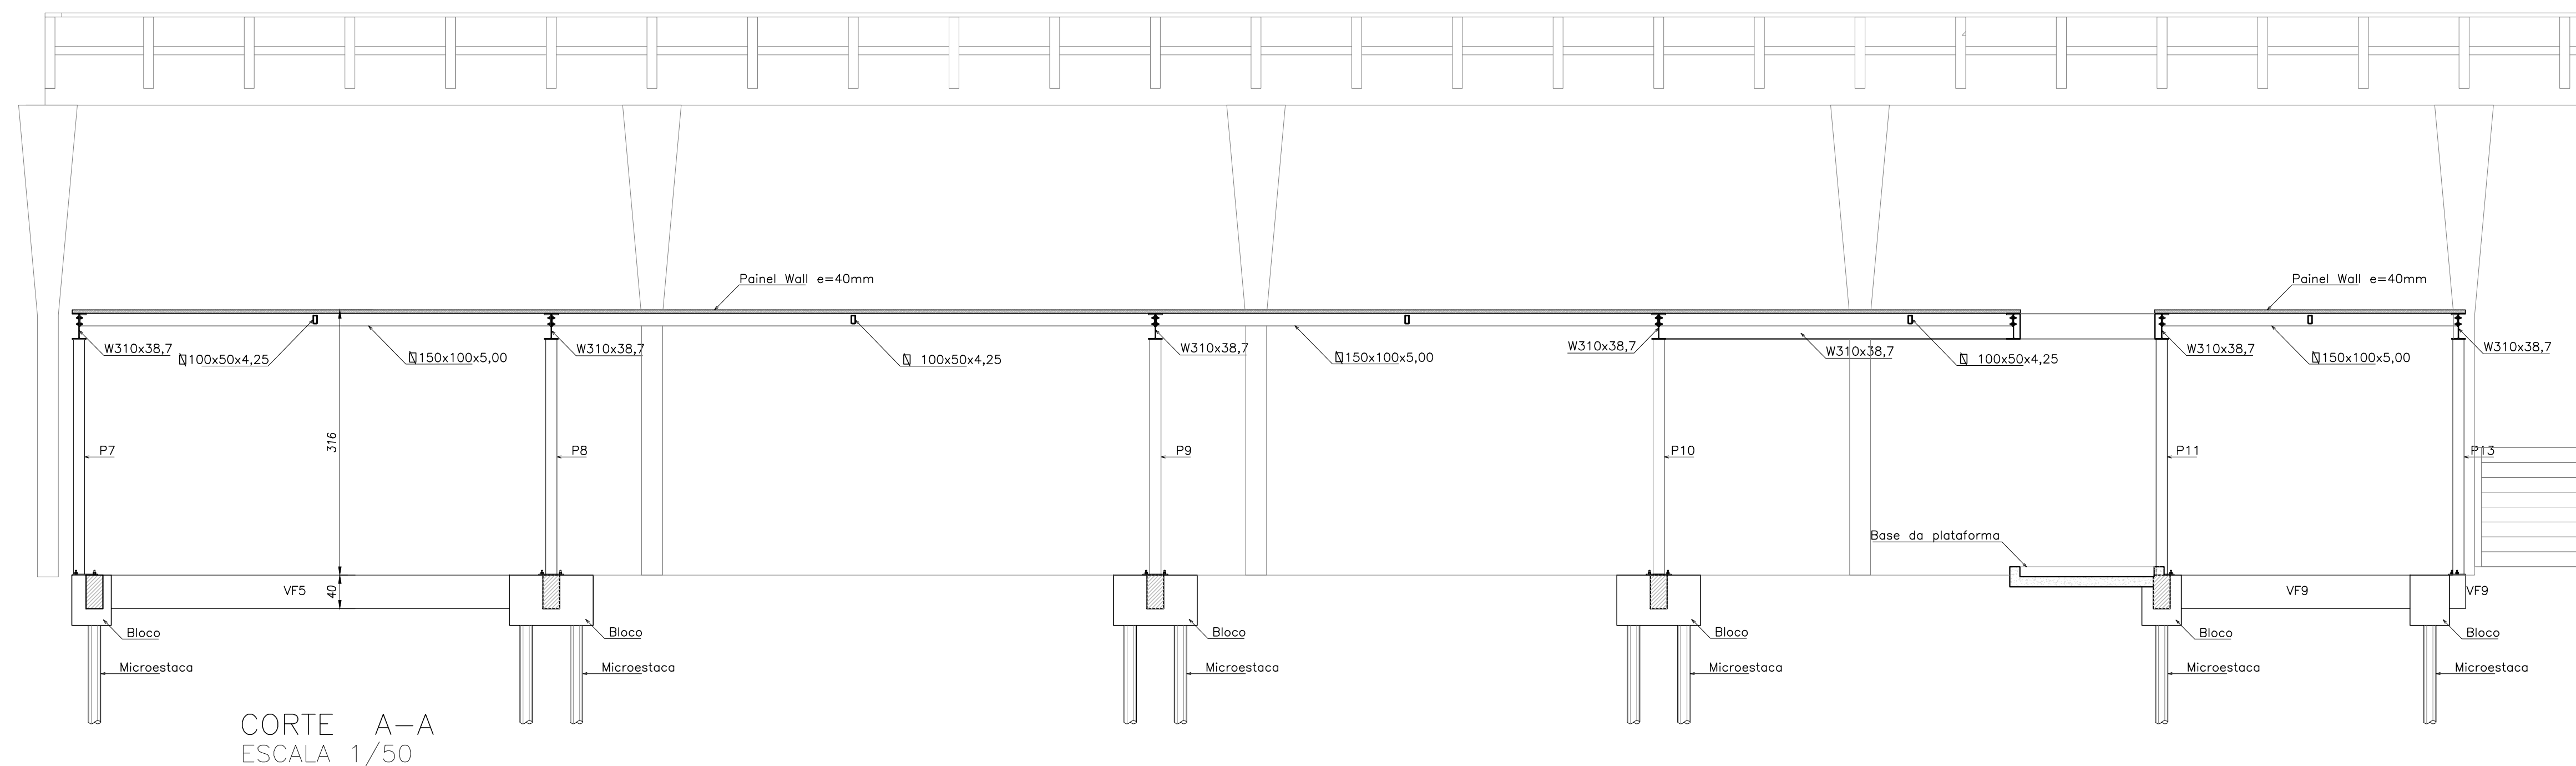 Painel Wall e=40mm
Painel Wall e=40mm
W310x38,7
100x50x4,25
150x100x5,00
W310x38,7
100x50x4,25
W310x38,7
150x100x5,00
W310x38,7
W310x38,7
100x50x4,25
W310x38,7
150x100x5,00
W310x38,7
316
P7
P8
P9
P10
P11
P13
Base da plataforma
VF5
40
VF9
VF9
Bloco
Bloco
Bloco
Bloco
Bloco
Bloco
Microestaca
Microestaca
Microestaca
Microestaca
Microestaca
Microestaca
CORTE A-A
ESCALA 1/50